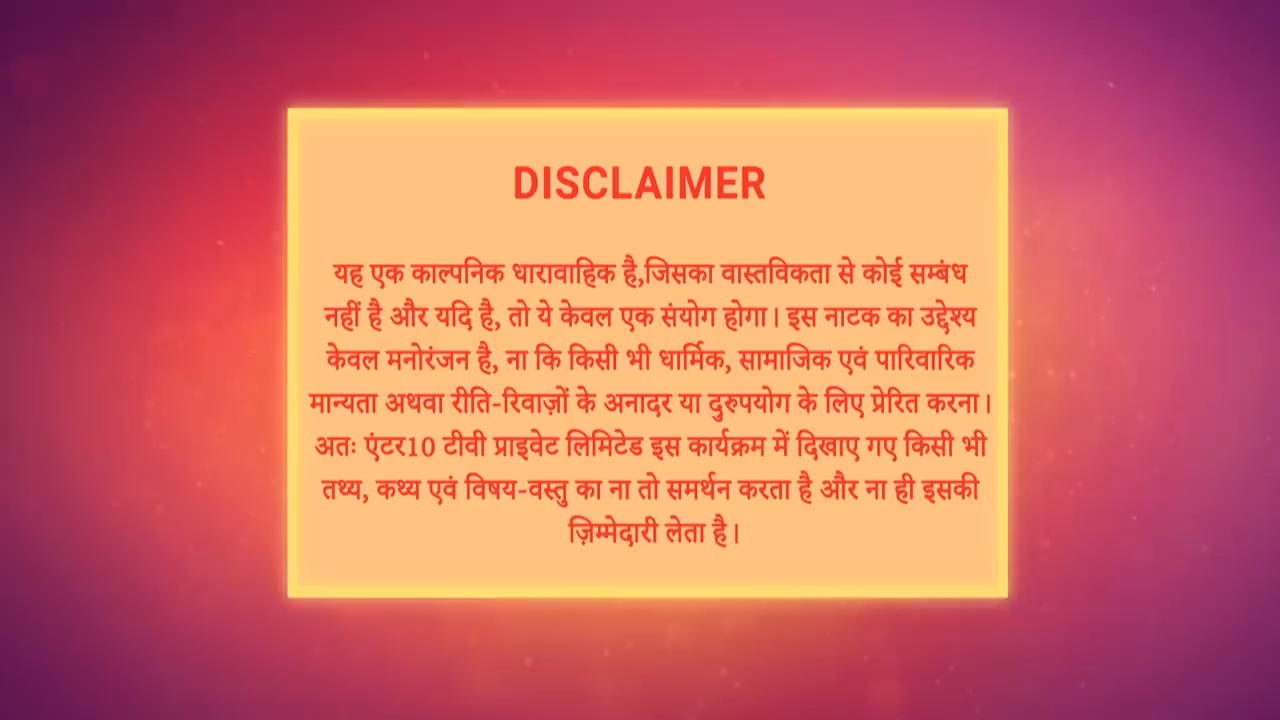 DISCLAIMER
यह एक काल्पनिक धारावाहिक है,जिसका वास्तविकता से कोई सम्बंध
नहीं है और यदि है, तो ये केवल एक संयोग होगा। इस नाटक का उद्देश्य
केवल मनोरंजन है, ना कि किसी भी धार्मिक, सामाजिक एवं पारिवारिक
मान्यता अथवा रीति-रिवाज़ों के अनादर या दुरुपयोग के लिए प्रेरित करना।
अतः एंटर10 टीवी प्राइवेट लिमिटेड इस कार्यक्रम में दिखाए गए किसी भी
तथ्य, कथ्य एवं विषय-वस्तु का ना तो समर्थन करता है और ना ही इसकी
ज़िम्मेदारी लेता है।